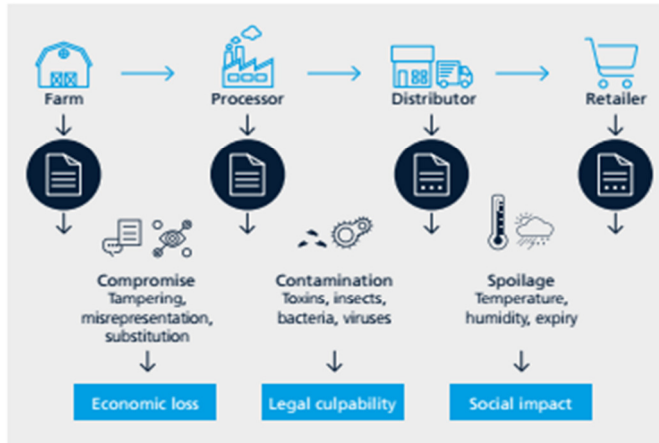 Farm
Processor
Distributor
Retailer
Compromise
Tampering,
misrepresentation,
substitution
Contamination
Toxins, insects,
bacteria, viruses
Spoilage
Temperature,
humidity, expiry
Economic loss
Legal culpability
Social impact